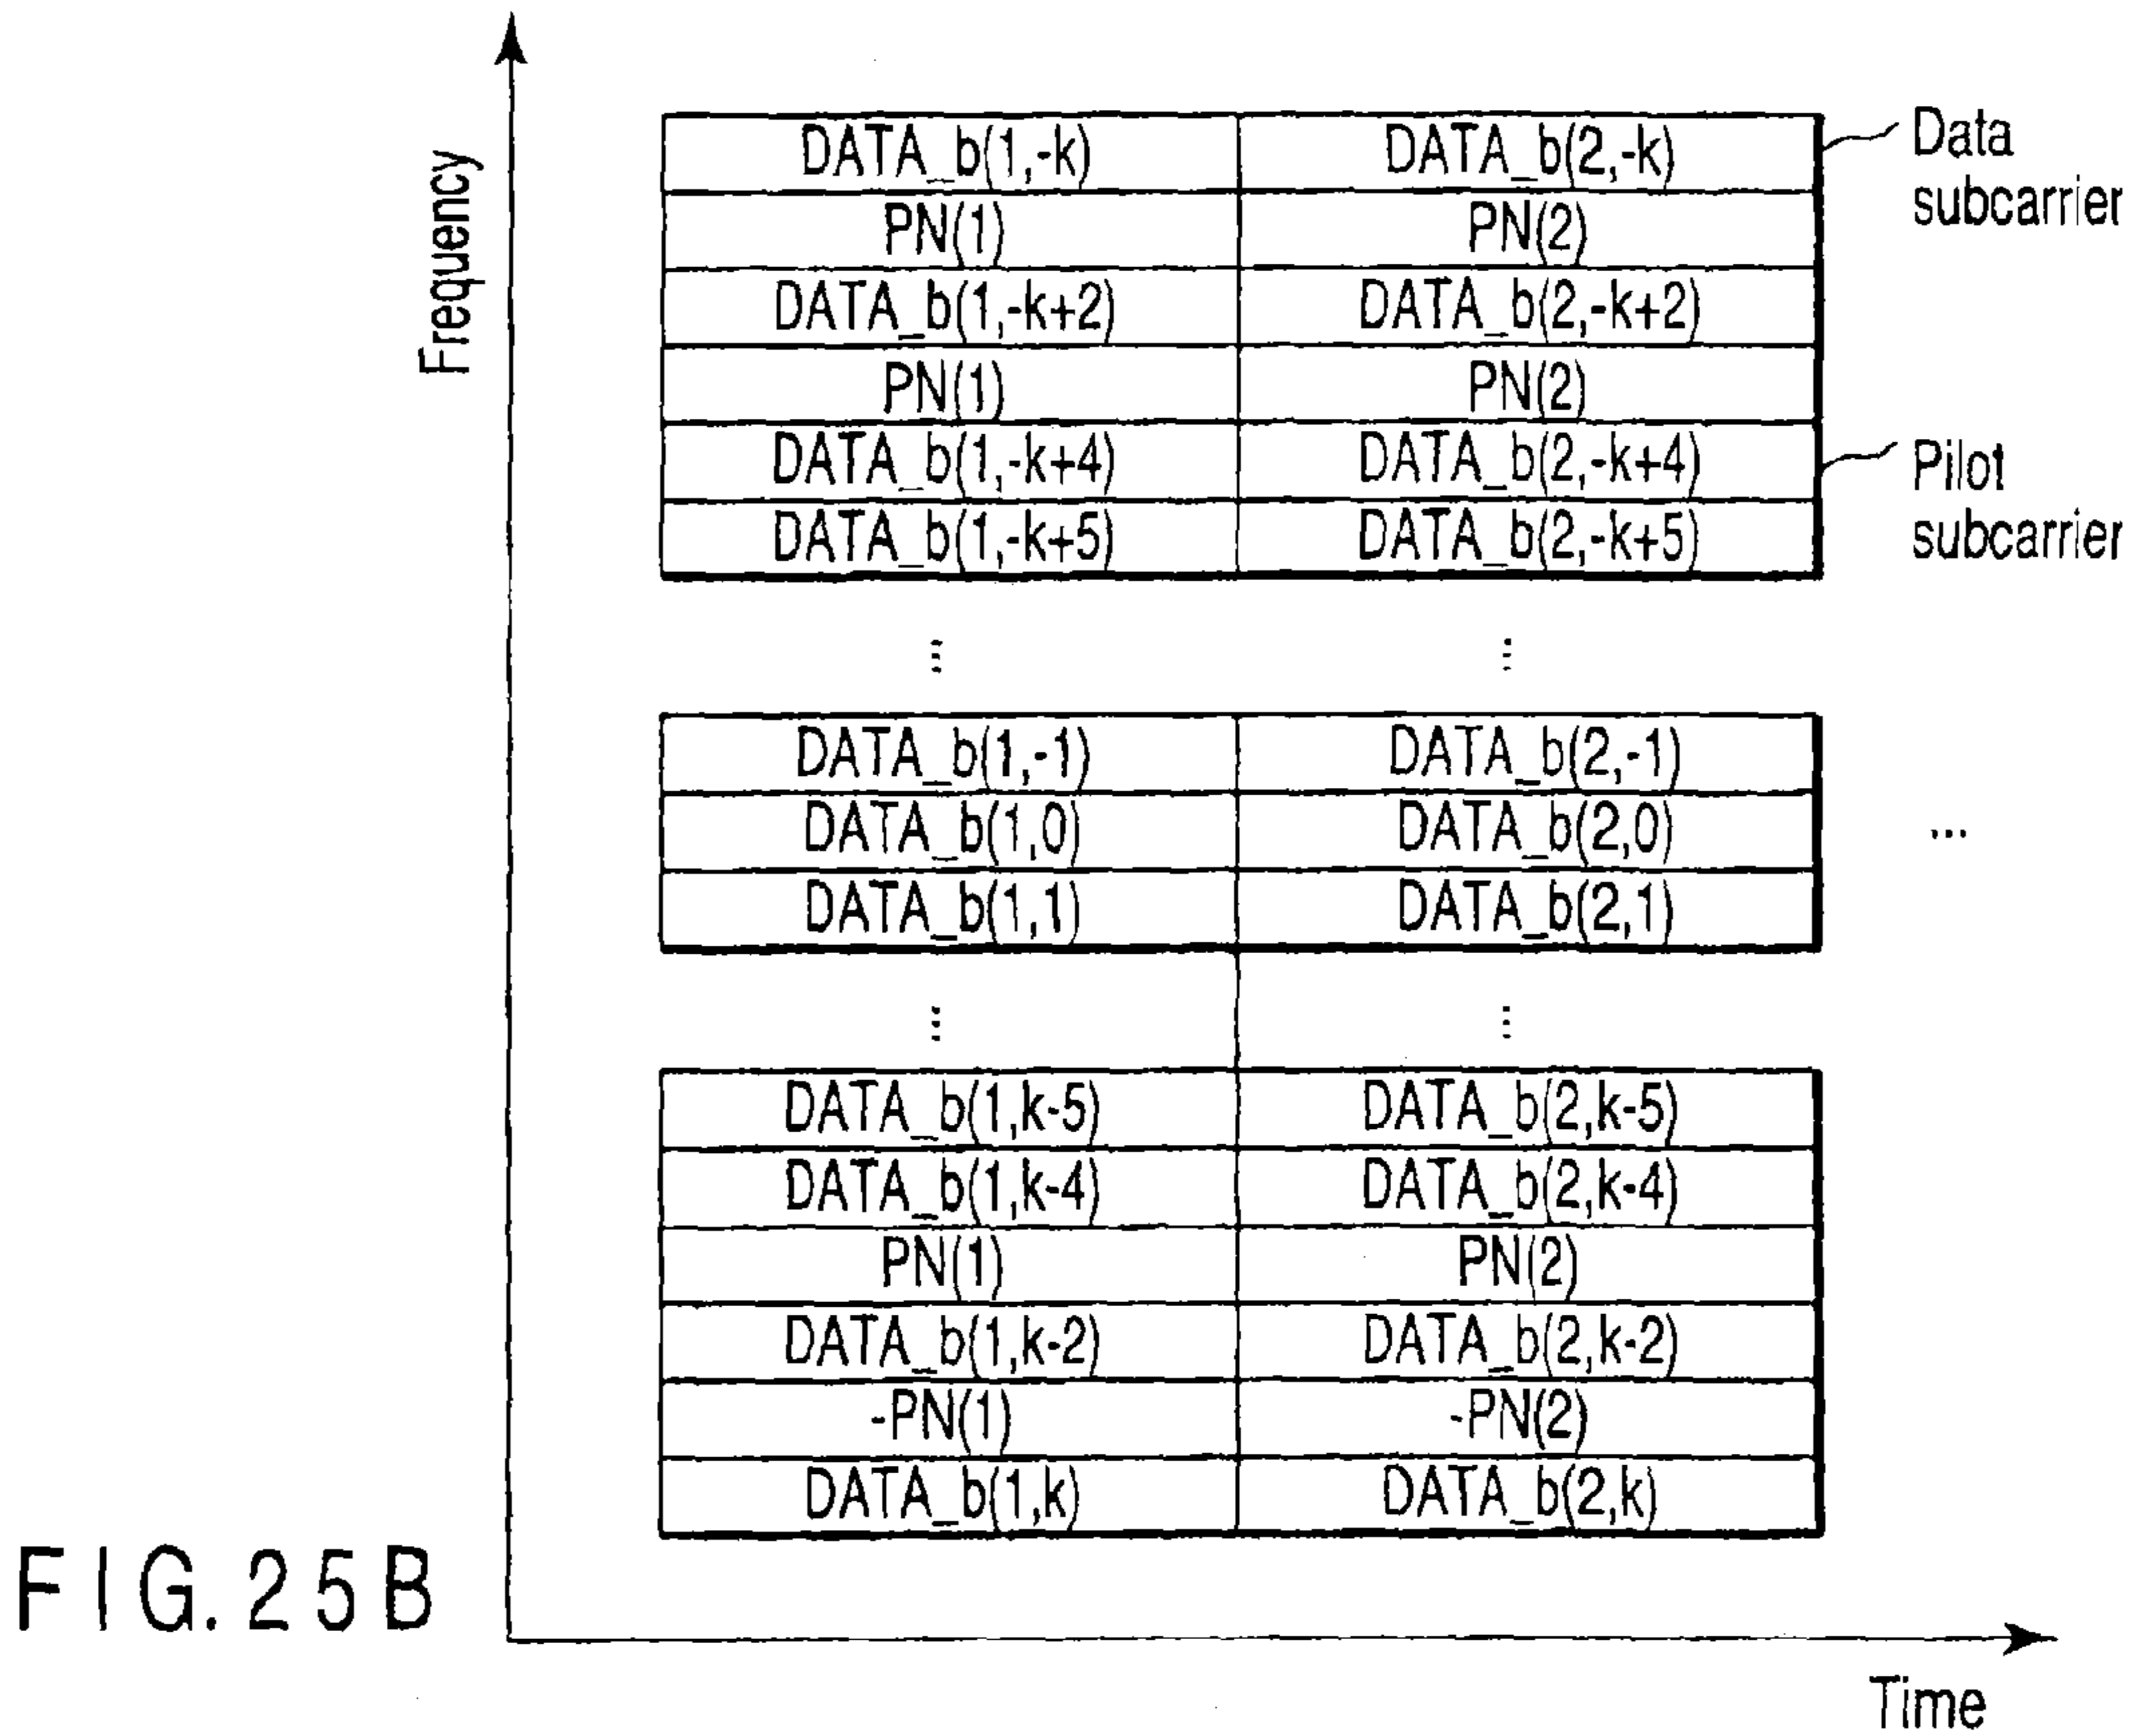 Frequency
DATA_b(1,-k) DATA_b(2,-k)
Data
subcarrier
PN(1) PN(2)
DATA_b(1,-k+2) DATA_b(2,-k+2)
PN(1) PN(2)
DATA_b(1,-k+4) DATA_b(2,-k+4)
Pilot
subcarrier
DATA_b(1,-k+5) DATA_b(2,-k+5)
... ...
DATA_b(1,-1) DATA_b(2,-1)
DATA_b(1,0) DATA_b(2,0) ...
DATA_b(1,1) DATA_b(2,1)
... ...
DATA_b(1,k-5) DATA_b(2,k-5)
DATA_b(1,k-4) DATA_b(2,k-4)
PN(1) PN(2)
DATA_b(1,k-2) DATA_b(2,k-2)
-PN(1) -PN(2)
DATA_b(1,k) DATA_b(2,k)
FIG.25B
Time